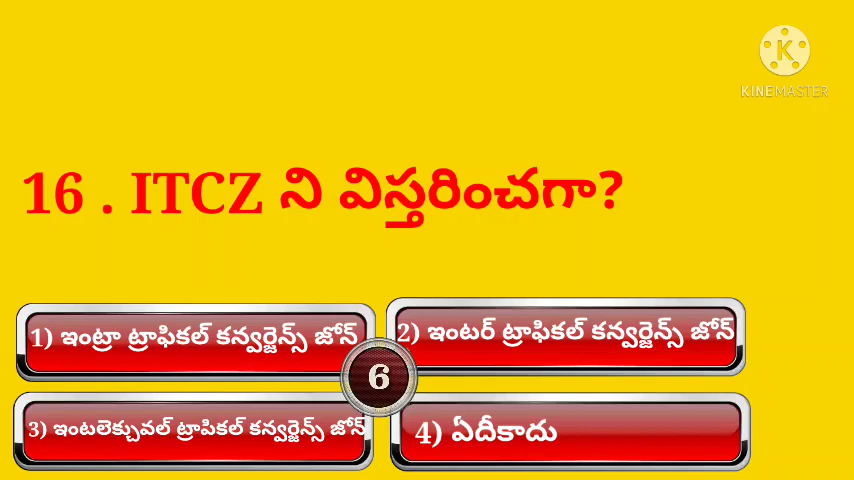 K
KINEMASTER
16 . ITCZ ని విస్తరించగా?
1) ఇంట్రా ట్రాఫికల్ కన్వర్జెన్స్ జోన్
2) ఇంటర్ ట్రాఫికల్ కన్వర్జెన్స్ జోన్
6
3) ఇంటలెక్చువల్ ట్రాపికల్ కన్వర్జెన్స్ జోన్
4) ఏదీకాదు